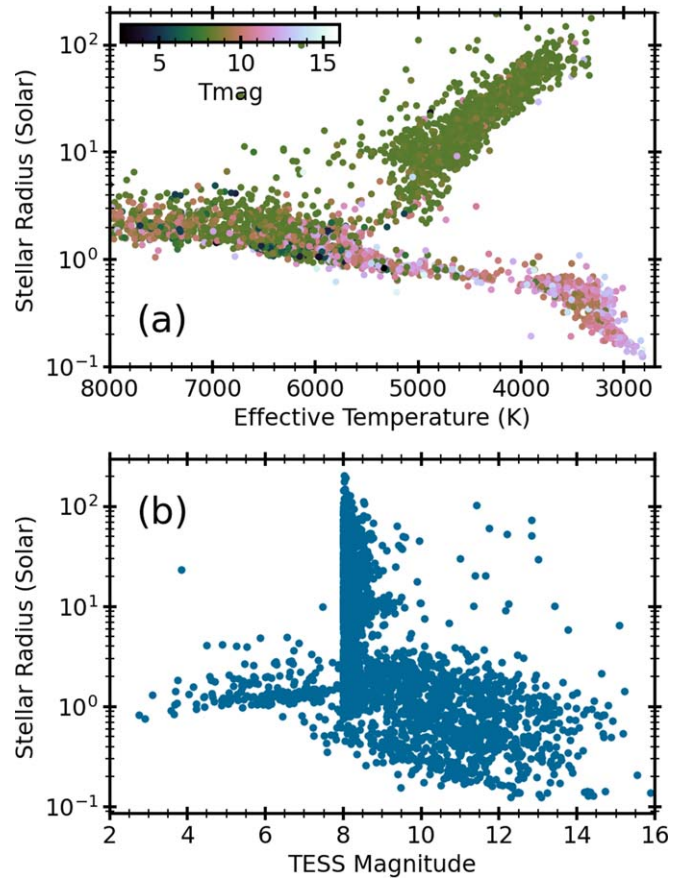 10²
10¹
10⁰
10⁻¹
Stellar Radius (Solar)
5 10 15
Tmag
(a)
8000 7000 6000 5000 4000 3000
Effective Temperature (K)
10²
10¹
10⁰
10⁻¹
Stellar Radius (Solar)
(b)
2 4 6 8 10 12 14 16
TESS Magnitude